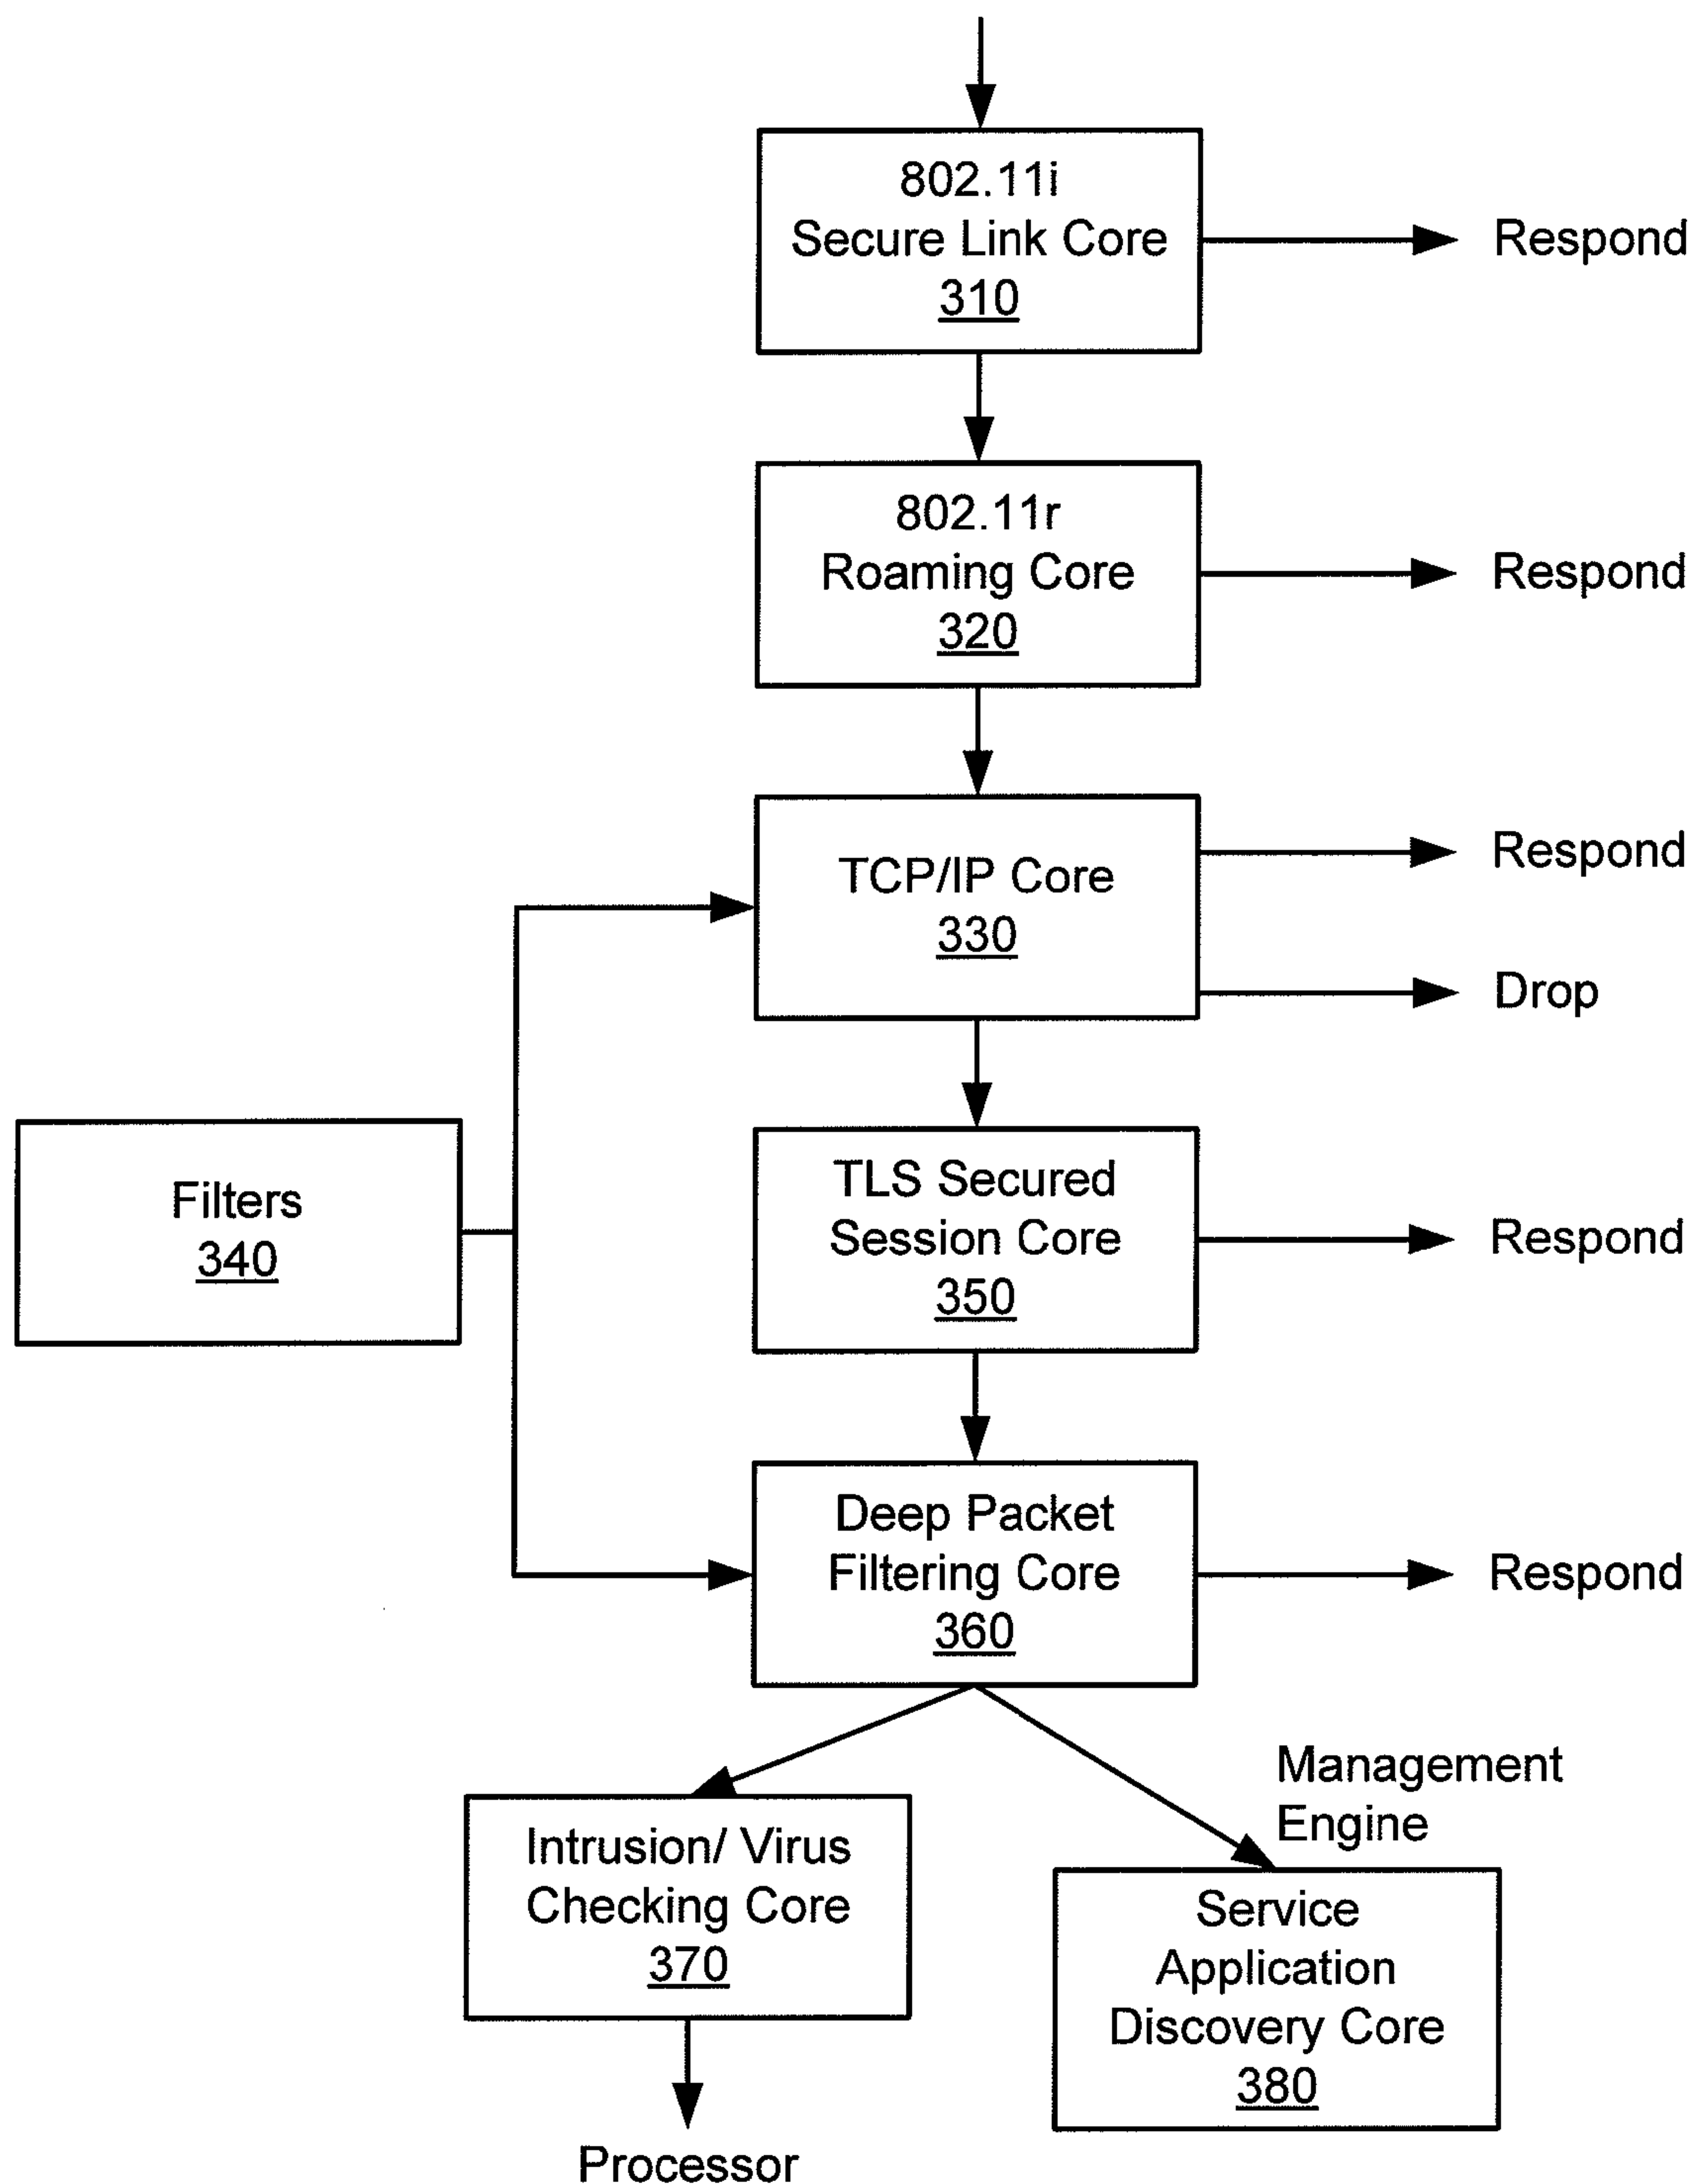 802.11i
Secure Link Core
310
Respond
802.11r
Roaming Core
320
Respond
TCP/IP Core
330
Respond
Drop
Filters
340
TLS Secured
Session Core
350
Respond
Deep Packet
Filtering Core
360
Respond
Management
Engine
Intrusion/ Virus
Checking Core
370
Service
Application
Discovery Core
380
Processor